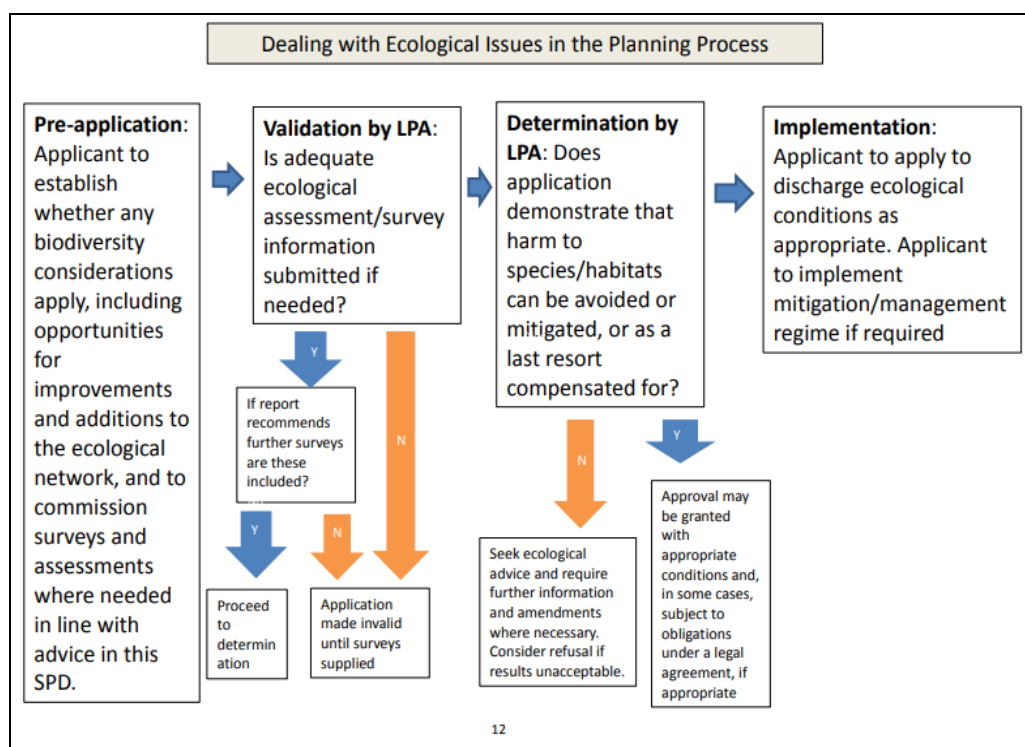 Dealing with Ecological Issues in the Planning Process
Pre-application:
Applicant to
establish
whether any
biodiversity
considerations
apply, including
opportunities
for
improvements
and additions to
the ecological
network, and to
commission
surveys and
assessments
where needed
in line with
advice in this
SPD.
Validation by LPA:
Is adequate
ecological
assessment/survey
information
submitted if
needed?
Y
N
If report
recommends
further surveys
are these
included?
Y
N
Proceed
to
determin
ation
Application
made invalid
until surveys
supplied
Determination by
LPA: Does
application
demonstrate that
harm to
species/habitats
can be avoided or
mitigated, or as a
last resort
compensated for?
N
Y
Seek ecological
advice and require
further information
and amendments
where necessary.
Consider refusal if
results unacceptable.
Approval may
be granted
with
appropriate
conditions and,
in some cases,
subject to
obligations
under a legal
agreement, if
appropriate
Implementation:
Applicant to apply to
discharge ecological
conditions as
appropriate. Applicant
to implement
mitigation/management
regime if required
12